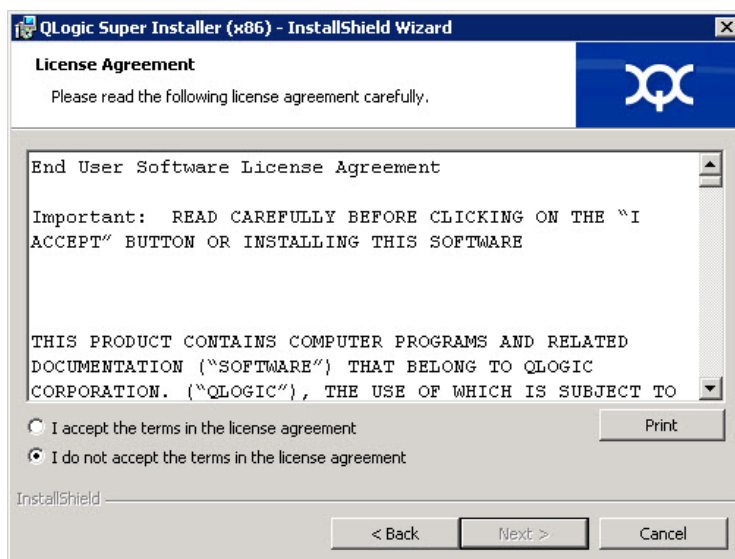 QLogic Super Installer (x86) - InstallShield Wizard
License Agreement
Please read the following license agreement carefully.
End User Software License Agreement
Important:  READ CAREFULLY BEFORE CLICKING ON THE “I
ACCEPT” BUTTON OR INSTALLING THIS SOFTWARE
THIS PRODUCT CONTAINS COMPUTER PROGRAMS AND RELATED
DOCUMENTATION (“SOFTWARE”) THAT BELONG TO QLOGIC
CORPORATION. (“QLOGIC”), THE USE OF WHICH IS SUBJECT TO
I accept the terms in the license agreement
Print
I do not accept the terms in the license agreement
InstallShield
< Back
Next >
Cancel